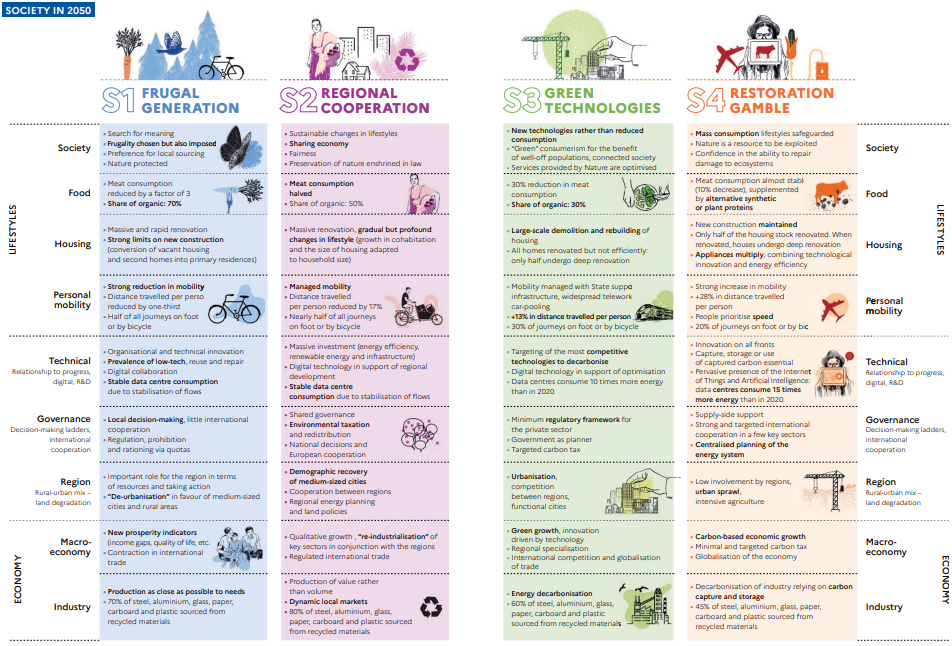 SOCIETY IN 2050
S1 FRUGAL
GENERATION
S2 REGIONAL
COOPERATION
S3 GREEN
TECHNOLOGIES
S4 RESTORATION
GAMBLE
LIFESTYLES
Society
• Search for meaning
• Frugality chosen but also imposed
• Preference for local sourcing
• Nature protected
• Sustainable changes in lifestyles
• Sharing economy
• Fairness
• Preservation of nature enshrined in law
• New technologies rather than reduced
consumption
• "Green" consumerism for the benefit
of well-off populations, connected society
• Services provided by Nature are optimised
• Mass consumption lifestyles safeguarded
• Nature is a resource to be exploited
• Confidence in the ability to repair
damage to ecosystems
Society
Food
• Meat consumption
reduced by a factor of 3
• Share of organic: 70%
• Meat consumption
halved
• Share of organic: 50%
• 30% reduction in meat
consumption
• Share of organic: 30%
• Meat consumption almost stabl
(10% decrease), supplemented
by alternative synthetic
or plant proteins
Food
LIFESTYLES
Housing
• Massive and rapid renovation
• Strong limits on new construction
(conversion of vacant housing
and second homes into primary residences)
• Massive renovation, gradual but profound
changes in lifestyle (growth in cohabitation
and the size of housing adapted
to household size)
• Large-scale demolition and rebuilding of
housing
• All homes renovated but not efficiently:
only half undergo deep renovation
• New construction maintained
• Only half of the housing stock renovated. When
renovated, houses undergo deep renovation
• Appliances multiply, combining technological
innovation and energy efficiency
Housing
Personal
mobility
• Strong reduction in mobility
• Distance travelled per perso
reduced by one-third
• Half of all journeys on foot
or by bicycle
• Managed mobility
• Distance travelled
per person reduced by 17%
• Nearly half of all journeys
on foot or by bicycle
• Mobility managed with State suppo
infrastructure, widespread telework
car-pooling
• +13% in distance travelled per person
• 30% of journeys on foot or by bicycle
• Strong increase in mobility
• +28% in distance travelled
per person
• People prioritise speed
• 20% of journeys on foot or by bic
Personal
mobility
Technical
Relationship to progress,
digital, R&D
• Organisational and technical innovation
• Prevalence of low-tech, reuse and repair
• Digital collaboration
• Stable data centre consumption
due to stabilisation of flows
• Massive investment (energy efficiency,
renewable energy and infrastructure)
• Digital technology in support of regional
development
• Stable data centre
consumption due to stabilisation of flows
• Targeting of the most competitive
technologies to decarbonise
• Digital technology in support of optimisation
• Data centres consume 10 times more energy
than in 2020
• Innovation on all fronts
• Capture, storage or use
of captured carbon essential
• Pervasive presence of the Internet
of Things and Artificial Intelligence:
data centres consume 15 times
more energy than in 2020
Technical
Relationship to progress,
digital, R&D
Governance
Decision-making ladders,
international
cooperation
• Local decision-making, little international
cooperation
• Regulation, prohibition
and rationing via quotas
• Shared governance
• Environmental taxation
and redistribution
• National decisions and
European cooperation
• Minimum regulatory framework for
the private sector
• Government as planner
• Targeted carbon tax
• Supply-side support
• Strong and targeted international
cooperation in a few key sectors
• Centralised planning of the
energy system
Governance
Decision-making ladders,
international
cooperation
Region
Rural-urban mix –
land degradation
• Important role for the region in terms
of resources and taking action
• "De-urbanisation" in favour of medium-sized
cities and rural areas
• Demographic recovery
of medium-sized cities
• Cooperation between regions
• Regional energy planning
and land policies
• Urbanisation,
competition
between regions,
functional cities
• Low involvement by regions,
urban sprawl,
intensive agriculture
Region
Rural-urban mix –
land degradation
ECONOMY
Macro-
economy
• New prosperity indicators
(income gaps, quality of life, etc.
• Contraction in international
trade
• Qualitative growth , "re-industrialisation" of
key sectors in conjunction with the regions
• Regulated international trade
• Green growth, innovation
driven by technology
• Regional specialisation
• International competition and globalisation
of trade
• Carbon-based economic growth
• Minimal and targeted carbon tax
• Globalisation of the economy
Macro-
economy
ECONOMY
Industry
• Production as close as possible to needs
• 70% of steel, aluminium, glass, paper,
carboard and plastic sourced from
recycled materials
• Production of value rather
than volume
• Dynamic local markets
• 80% of steel, aluminium, glass,
paper, carboard and plastic sourced
from recycled materials
• Energy decarbonisation
• 60% of steel, aluminium, glass,
paper, carboard and plastic
sourced from recycled materials
• Decarbonisation of industry relying on carbon
capture and storage
• 45% of steel, aluminium, glass, paper,
carboard and plastic sourced from
recycled materials
Industry